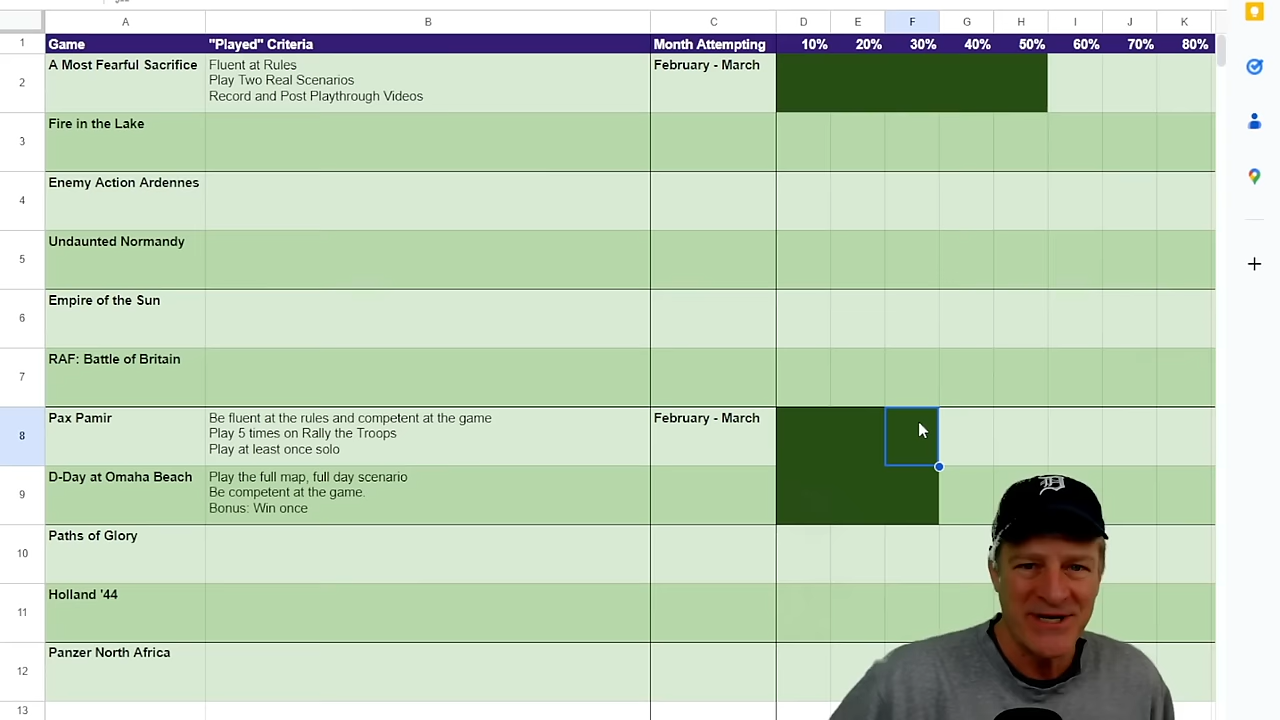 A B C D E F G H I J K
1 Game "Played" Criteria Month Attempting 10% 20% 30% 40% 50% 60% 70% 80%
2 A Most Fearful Sacrifice Fluent at Rules February - March
Play Two Real Scenarios
Record and Post Playthrough Videos
3 Fire in the Lake
4 Enemy Action Ardennes
5 Undaunted Normandy
6 Empire of the Sun
7 RAF: Battle of Britain
8 Pax Pamir Be fluent at the rules and competent at the game February - March
Play 5 times on Rally the Troops
Play at least once solo
9 D-Day at Omaha Beach Play the full map, full day scenario
Be competent at the game.
Bonus: Win once
10 Paths of Glory
11 Holland '44
12 Panzer North Africa
13
D